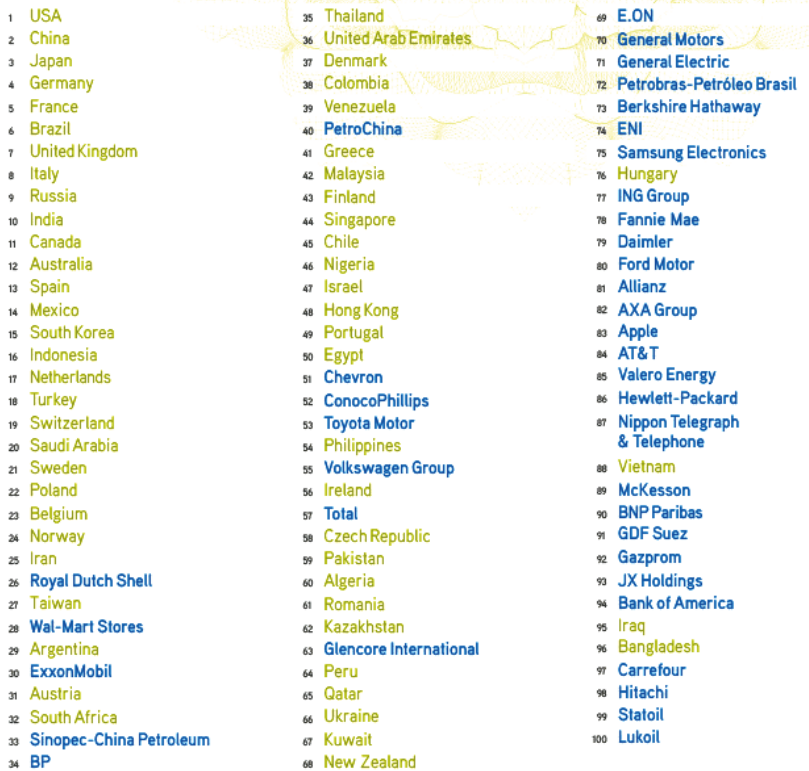 1 USA
2 China
3 Japan
4 Germany
5 France
6 Brazil
7 United Kingdom
8 Italy
9 Russia
10 India
11 Canada
12 Australia
13 Spain
14 Mexico
15 South Korea
16 Indonesia
17 Netherlands
18 Turkey
19 Switzerland
20 Saudi Arabia
21 Sweden
22 Poland
23 Belgium
24 Norway
25 Iran
26 Royal Dutch Shell
27 Taiwan
28 Wal-Mart Stores
29 Argentina
30 ExxonMobil
31 Austria
32 South Africa
33 Sinopec-China Petroleum
34 BP
35 Thailand
36 United Arab Emirates
37 Denmark
38 Colombia
39 Venezuela
40 PetroChina
41 Greece
42 Malaysia
43 Finland
44 Singapore
45 Chile
46 Nigeria
47 Israel
48 Hong Kong
49 Portugal
50 Egypt
51 Chevron
52 ConocoPhillips
53 Toyota Motor
54 Philippines
55 Volkswagen Group
56 Ireland
57 Total
58 Czech Republic
59 Pakistan
60 Algeria
61 Romania
62 Kazakhstan
63 Glencore International
64 Peru
65 Qatar
66 Ukraine
67 Kuwait
68 New Zealand
69 E.ON
70 General Motors
71 General Electric
72 Petrobras-Petróleo Brasil
73 Berkshire Hathaway
74 ENI
75 Samsung Electronics
76 Hungary
77 ING Group
78 Fannie Mae
79 Daimler
80 Ford Motor
81 Allianz
82 AXA Group
83 Apple
84 AT&T
85 Valero Energy
86 Hewlett-Packard
87 Nippon Telegraph
& Telephone
88 Vietnam
89 McKesson
90 BNP Paribas
91 GDF Suez
92 Gazprom
93 JX Holdings
94 Bank of America
95 Iraq
96 Bangladesh
97 Carrefour
98 Hitachi
99 Statoil
100 Lukoil